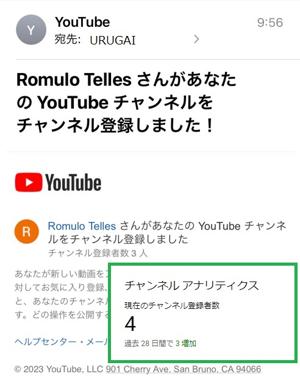 Y
YouTube
9:56
宛先: URUGAI
Romulo Telles さんがあなた
の YouTube チャンネルを
チャンネル登録しました！
YouTube
R
Romulo Telles さんがあなたの YouTube チャンネ
ルをチャンネル登録しました
チャンネル登録者数 3 人
あなたが新しい動画をア
対してお気に入り登録、
と、あなたのチャンネル
す。どの操作を公開する
チャンネル アナリティクス
現在のチャンネル登録者数
4
過去 28 日間で 3 増加
ヘルプセンター・メール
© 2023 YouTube, LLC 901 Cherry Ave, San Bruno, CA 94066